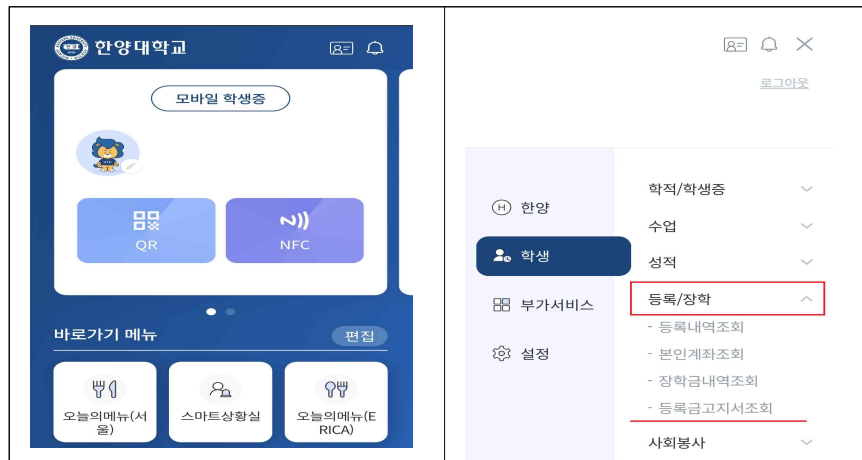 한양대학교
모바일 학생증
QR
NFC
바로가기 메뉴
편집
오늘의메뉴(서
울)
스마트상황실
오늘의메뉴(E
RICA)
로그아웃
H 한양
학생
부가서비스
설정
학적/학생증
수업
성적
등록/장학
- 등록내역조회
- 본인계좌조회
- 장학금내역조회
- 등록금고지서조회
사회봉사